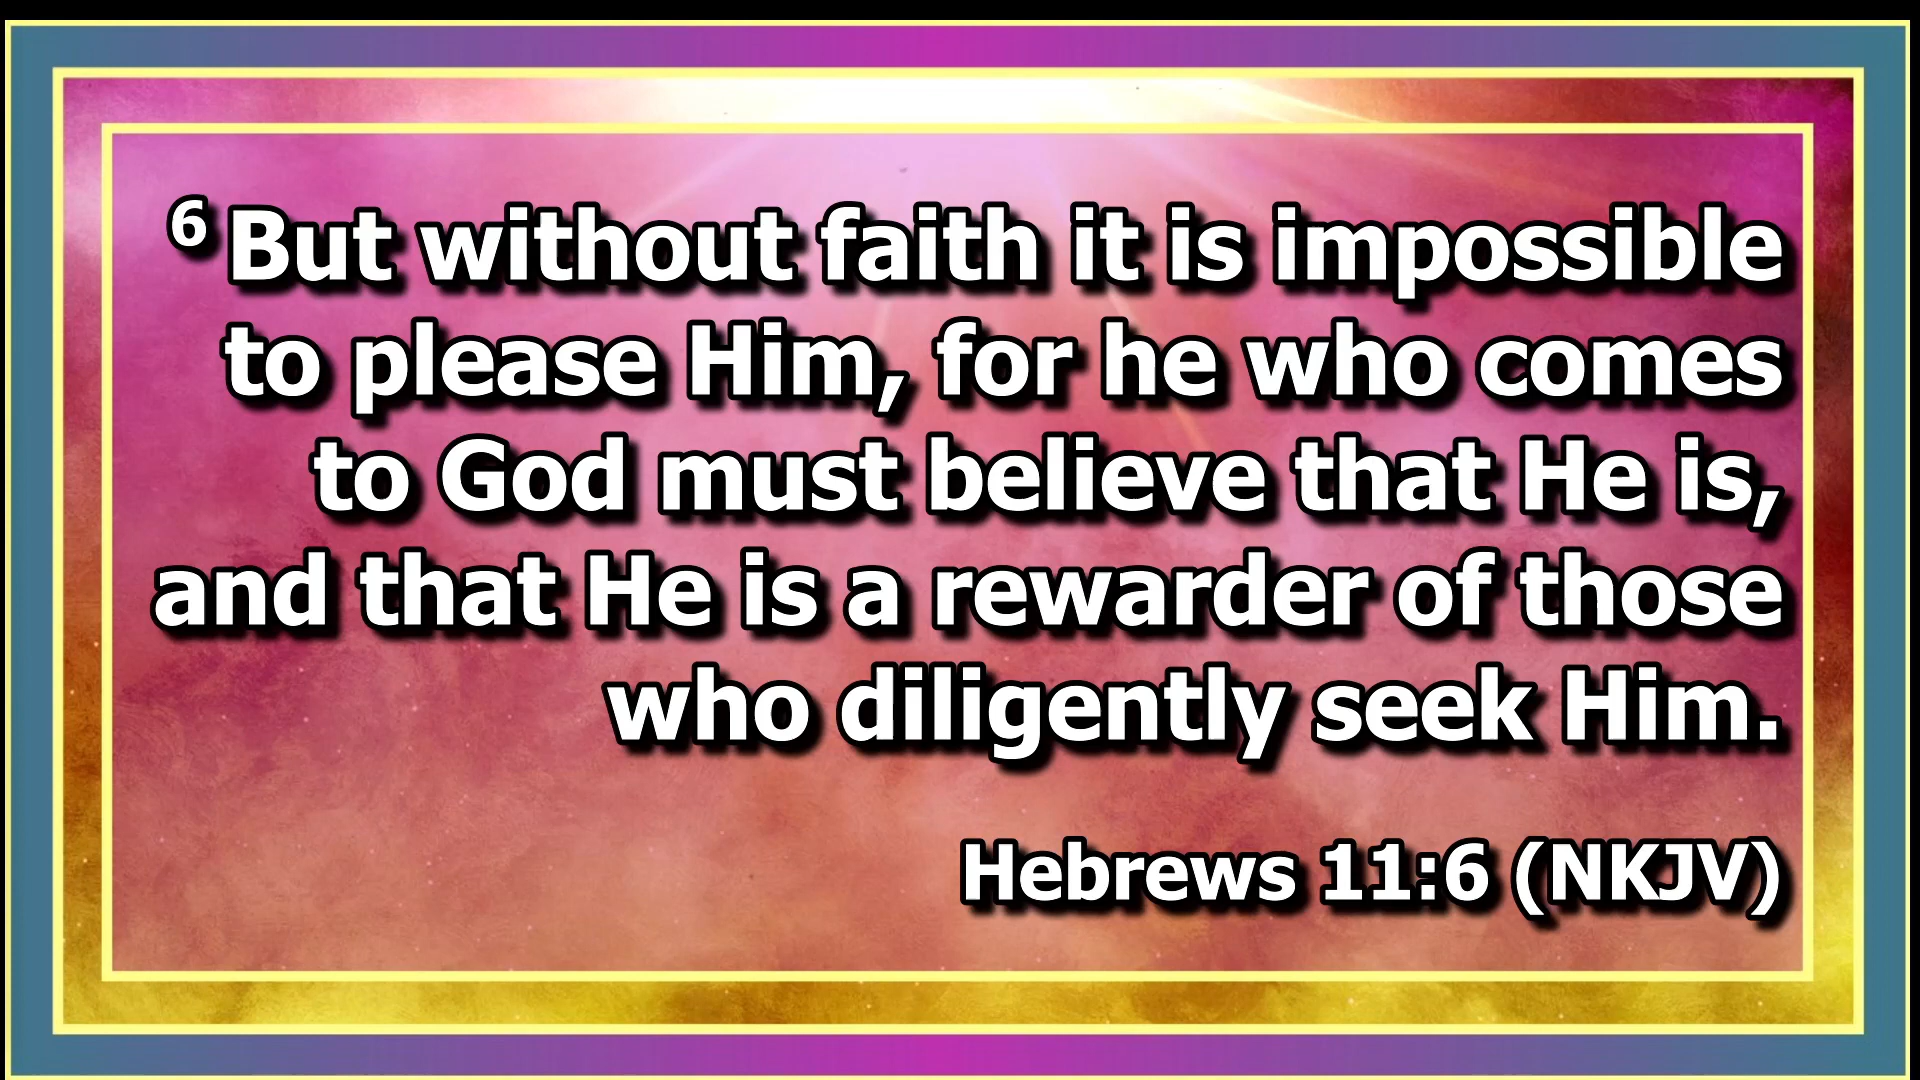 6 But without faith it is impossible
to please Him, for he who comes
to God must believe that He is,
and that He is a rewarder of those
who diligently seek Him.
Hebrews 11:6 (NKJV)